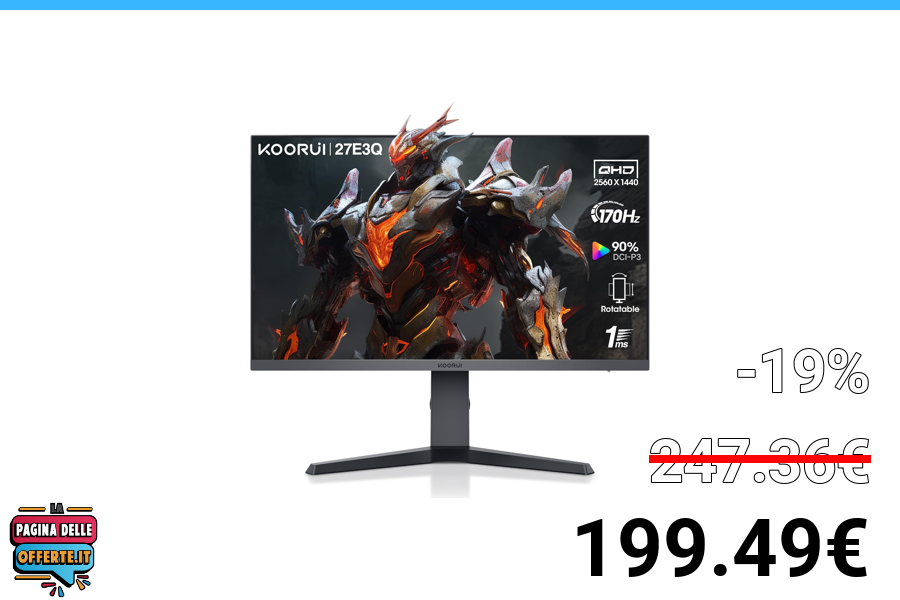 KOORUI | 27E3Q
QHD
2560 X 1440
170Hz
90%
DCI-P3
Rotatable
1ms
KOORUI
-19%
247.36€
199.49€
LA
PAGINA DELLE
OFFERTE.IT